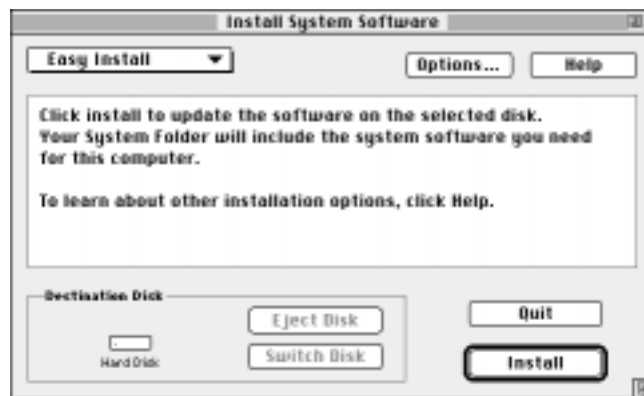 Install System Software
Easy Install
Options...
Help
Click install to update the software on the selected disk.
Your System Folder will include the system software you need
for this computer.
To learn about other installation options, click Help.
Destination Disk
Eject Disk
Quit
Hard Disk
Switch Disk
Install